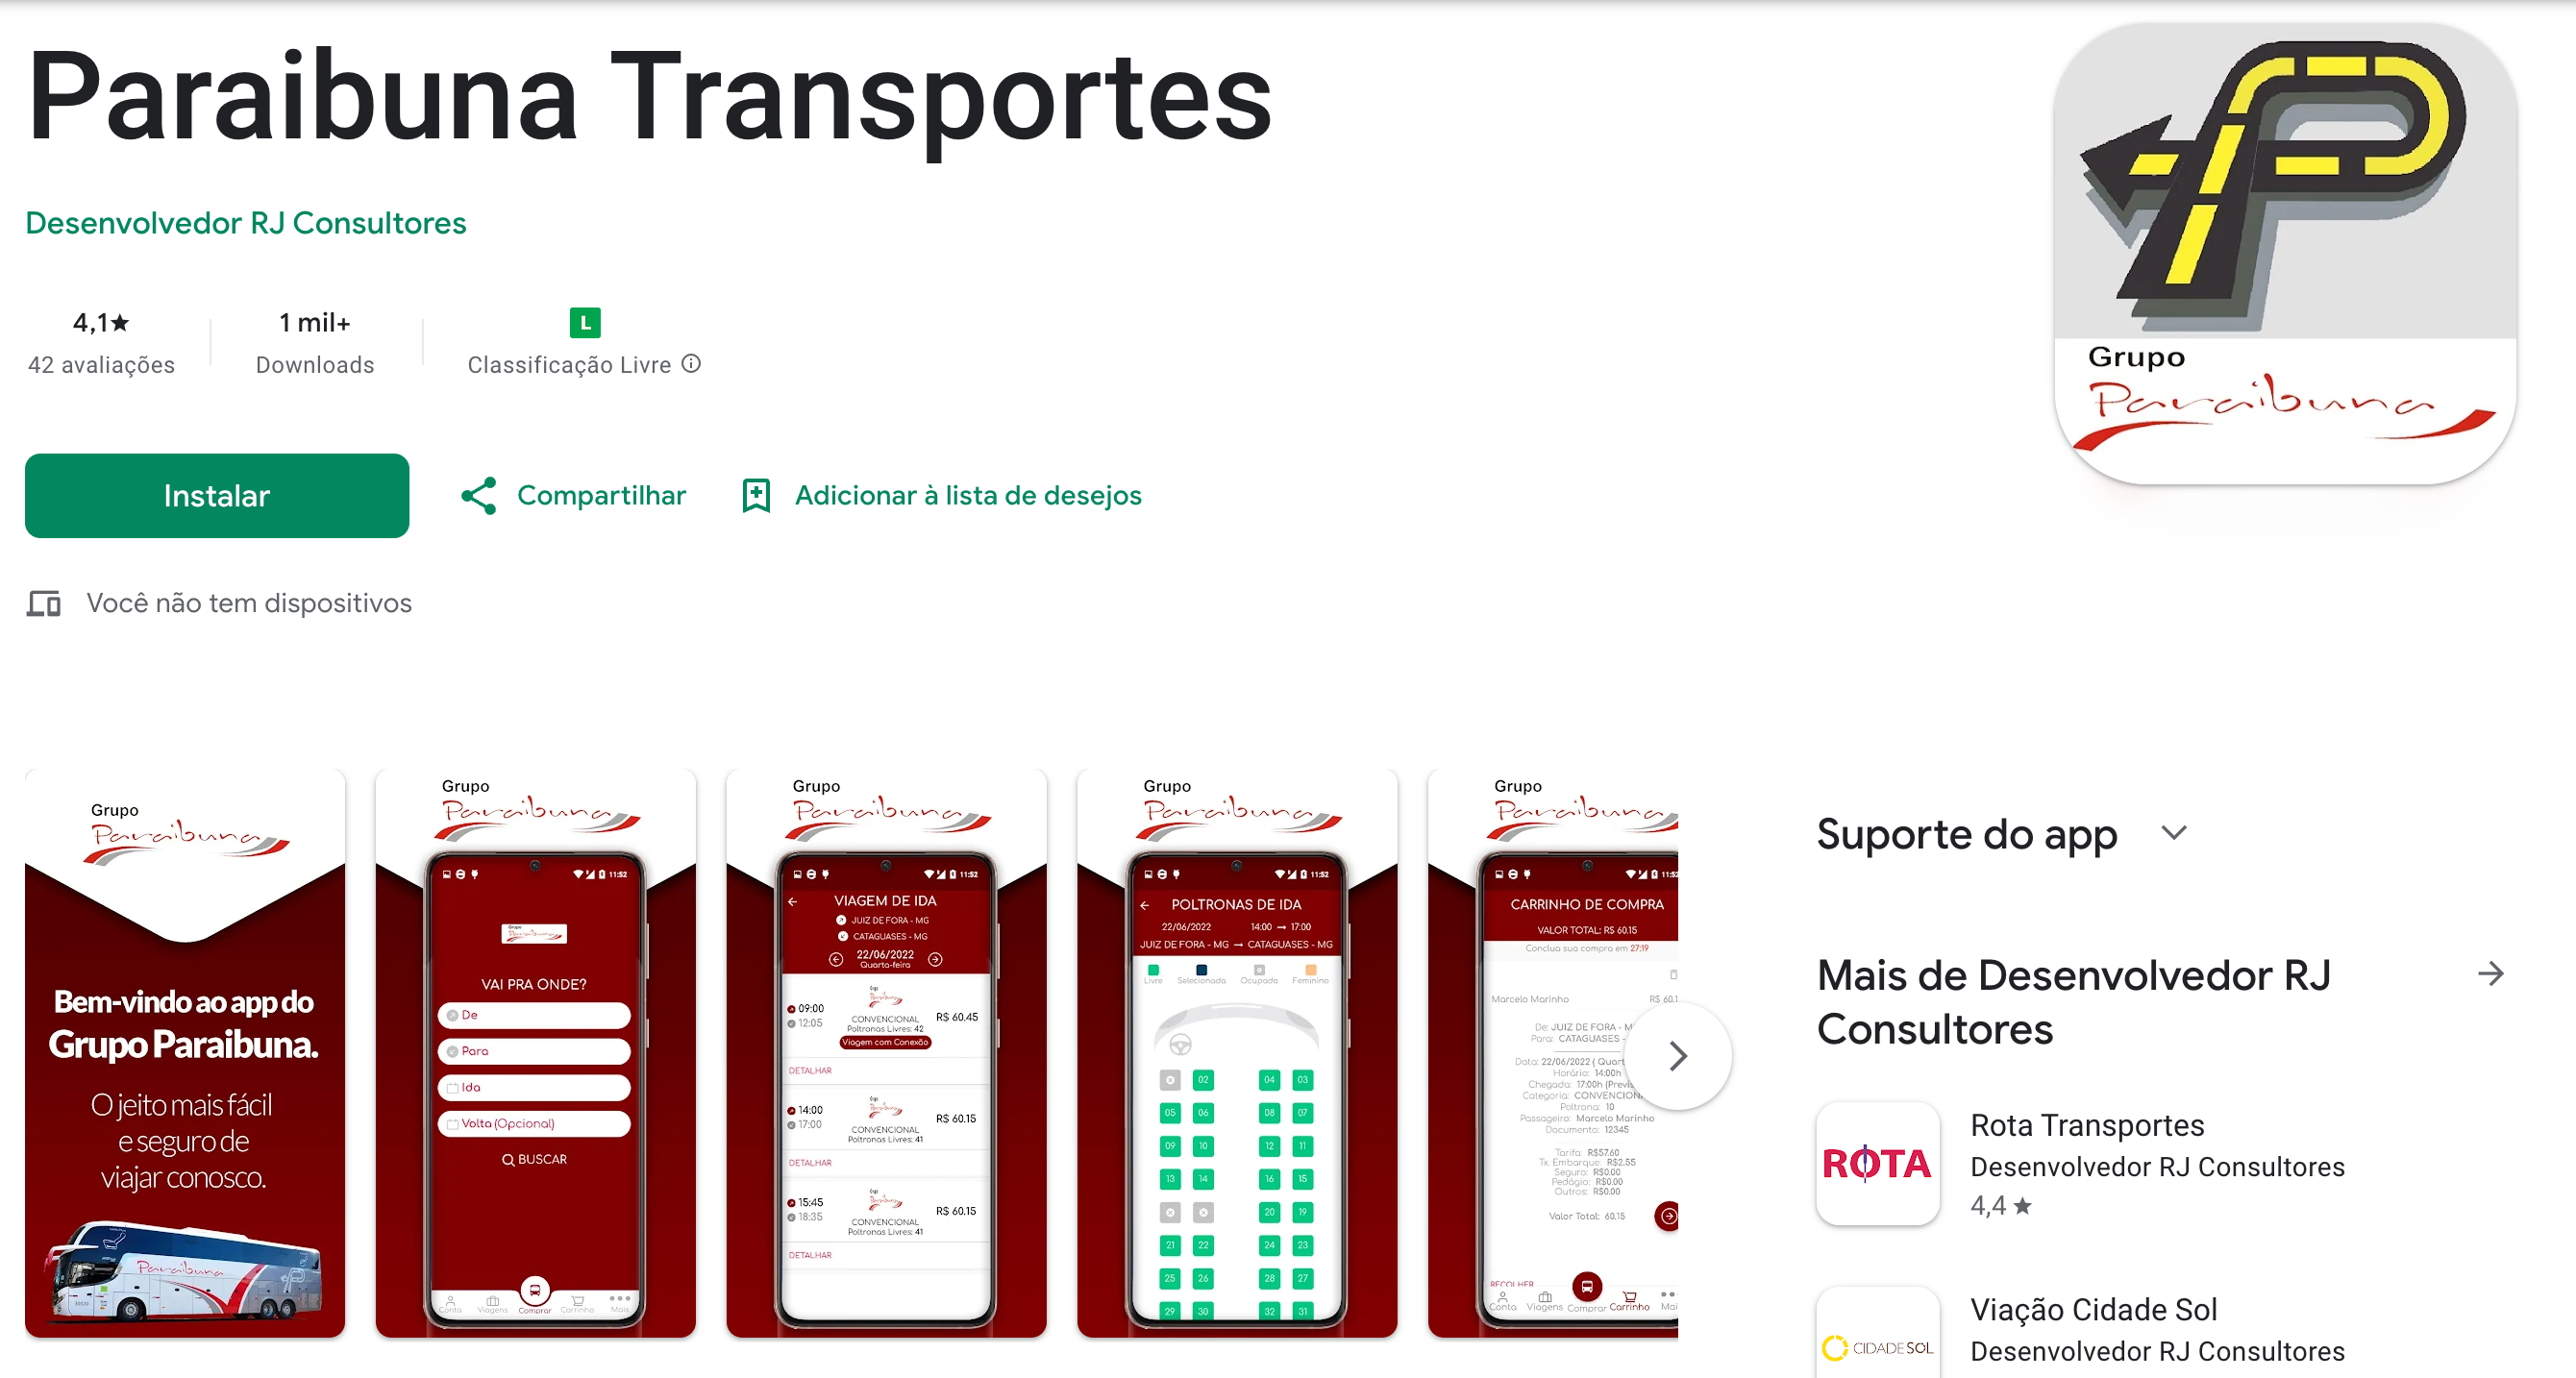 Paraibuna Transportes
Desenvolvedor RJ Consultores
4,1★
42 avaliações
1 mil+
Downloads
L
Classificação Livre
Instalar
Compartilhar
Adicionar à lista de desejos
Você não tem dispositivos
Grupo
Paraibuna
Grupo
Paraibuna
Bem-vindo ao app do
Grupo Paraibuna.
O jeito mais fácil
e seguro de
viajar conosco.
Paraibuna
Grupo
Paraibuna
11:52
VAI PRA ONDE?
De
Para
Ida
Volta (Opcional)
BUSCAR
Conta
Viagens
Comprar
Carrinho
Mais
Grupo
Paraibuna
11:52
VIAGEM DE IDA
JUIZ DE FORA - MG
CATAGUASES - MG
22/06/2022
Quarta-feira
09:00
12:05
CONVENCIONAL
Poltronas Livres: 42
Viagem com Conexão
R$ 60.45
DETALHAR
14:00
17:00
CONVENCIONAL
Poltronas Livres: 41
R$ 60.15
DETALHAR
15:45
18:35
CONVENCIONAL
Poltronas Livres: 41
R$ 60.15
DETALHAR
Grupo
Paraibuna
11:52
POLTRONAS DE IDA
22/06/2022 14:00 → 17:00
JUIZ DE FORA - MG → CATAGUASES - MG
Livre Selecionada Ocupada Feminino
02 04 03
05 06 08 07
09 10 12 11
13 14 16 15
20 19
21 22 24 23
25 26 28 27
29 30 32 31
Grupo
Paraibuna
11:52
CARRINHO DE COMPRA
VALOR TOTAL: R$ 60.15
Conclua sua compra em 27:19
Marcelo Marinho R$ 60.1
De: JUIZ DE FORA - M
Para: CATAGUASES -
Data: 22/06/2022 ( Quart
Horário: 14:00h
Chegada: 17:00h (Previs
Categoria: CONVENCION
Poltrona: 10
Passageiro: Marcelo Marinho
Documento: 12345
Tarifa: R$57.60
Tx. Embarque: R$2.55
Seguro: R$0.00
Pedágio: R$0.00
Outros: R$0.00
Valor Total: 60.15
RECOLHER
Conta
Viagens
Comprar
Carrinho
Mai
Suporte do app
Mais de Desenvolvedor RJ
Consultores
ROTA
Rota Transportes
Desenvolvedor RJ Consultores
4,4 ★
CIDADE SOL
Viação Cidade Sol
Desenvolvedor RJ Consultores